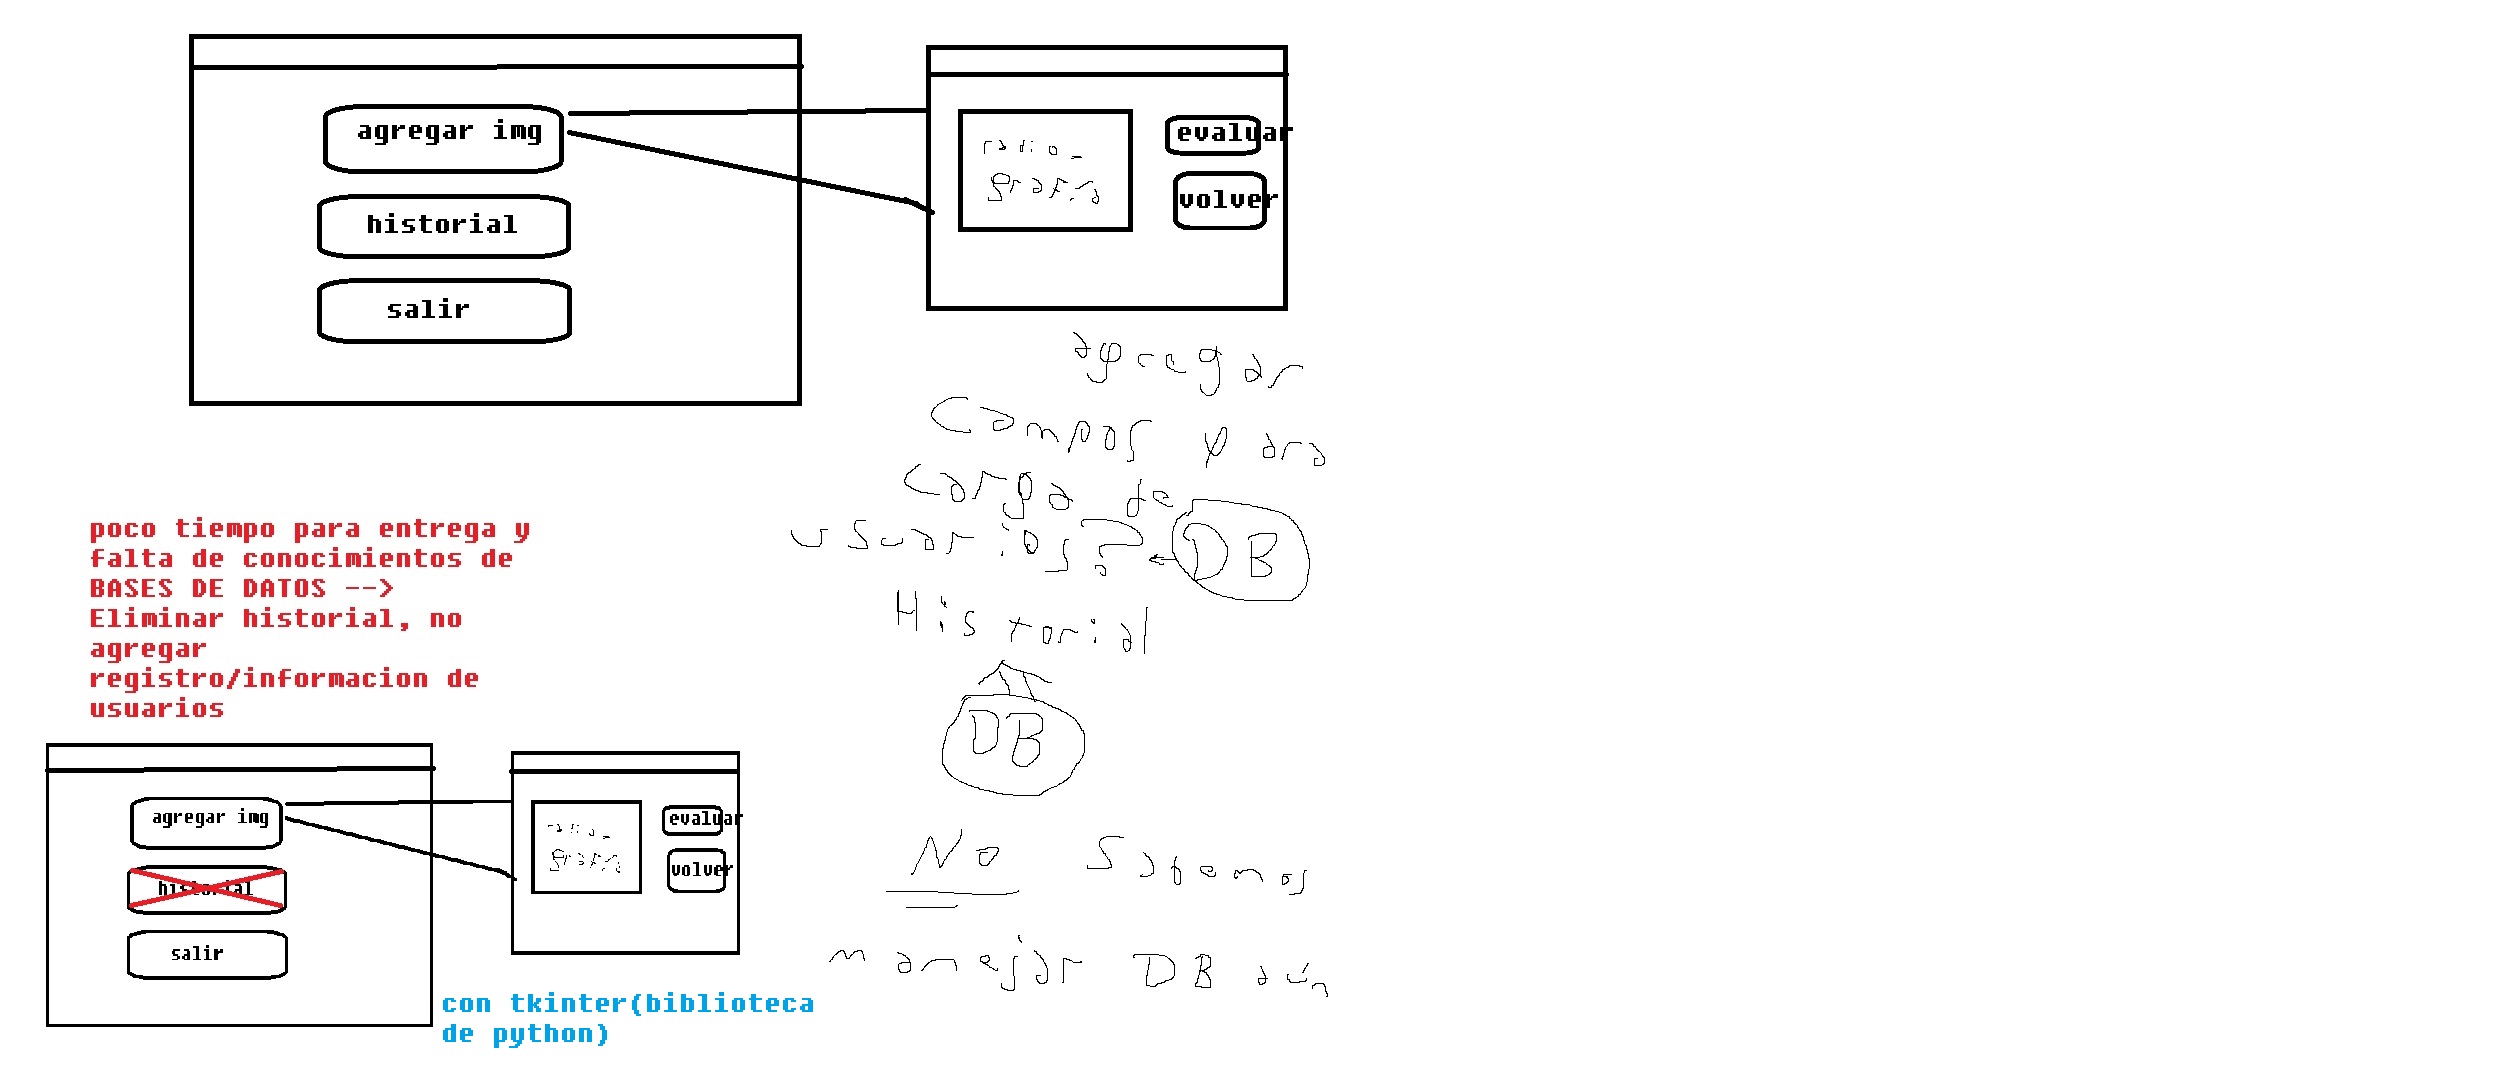 agregar img
historial
salir
radio-
grafia
evaluar
volver
agregar
Campos para
Carga de
usuarios? ← DB
Historial
DB
No Sabemos
manejar DB aún
poco tiempo para entrega y
falta de conocimientos de
BASES DE DATOS -->
Eliminar historial, no
agregar
registro/informacion de
usuarios
agregar img
historial
salir
radio-
grafia
evaluar
volver
con tkinter(biblioteca
de python)